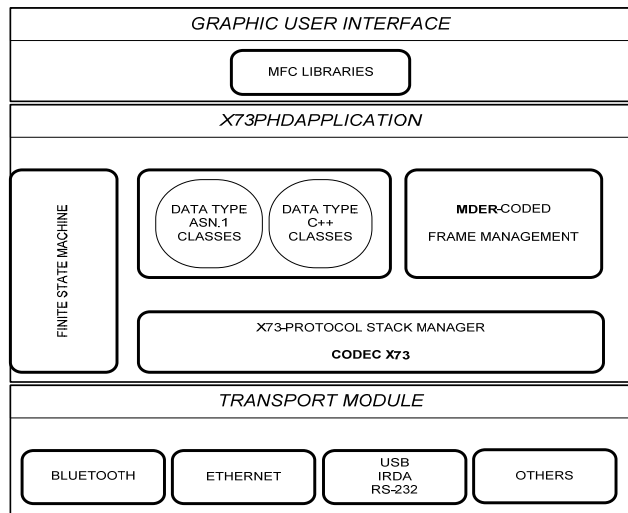 GRAPHIC USER INTERFACE
MFC LIBRARIES
X73PHDAPPLICATION
FINITE STATE MACHINE
DATA TYPE
ASN.1
CLASSES
DATA TYPE
C++
CLASSES
MDER-CODED
FRAME MANAGEMENT
X73-PROTOCOL STACK MANAGER
CODEC X73
TRANSPORT MODULE
BLUETOOTH
ETHERNET
USB
IRDA
RS-232
OTHERS